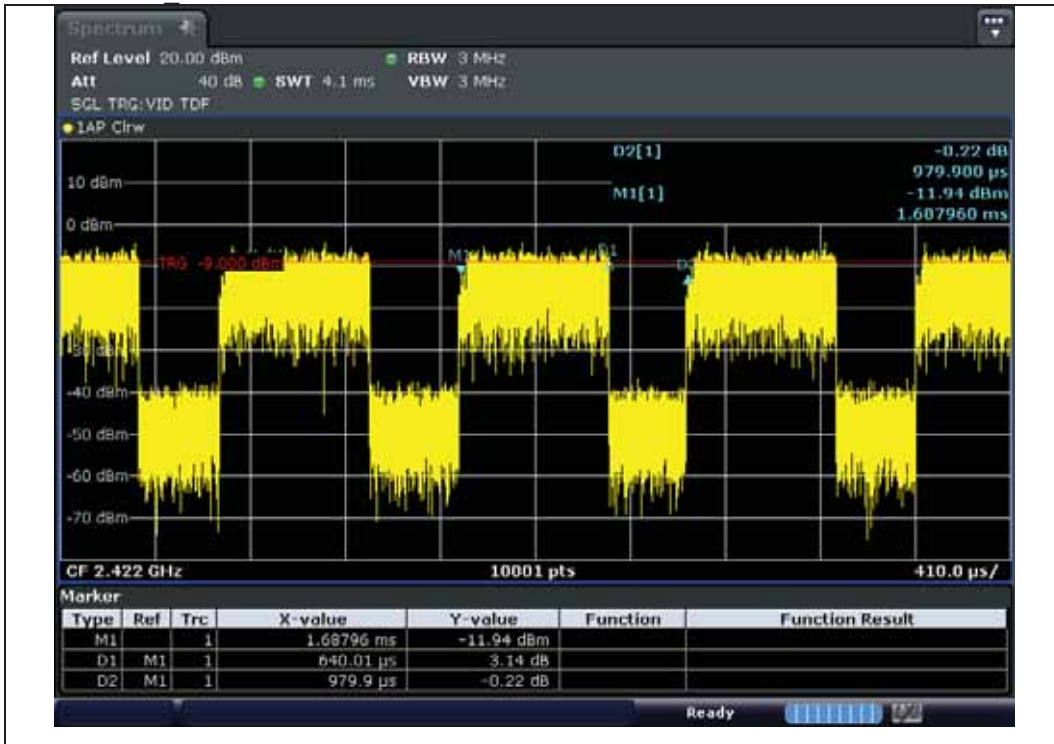 Spectrum
Ref Level 20.00 dBm RBW 3 MHz
Att 40 dB SWT 4.1 ms VBW 3 MHz
SGL TRG:VID TDF
1AP Clrw
D2[1] -0.22 dB
979.900 µs
10 dBm
M1[1] -11.94 dBm
1.687960 ms
0 dBm
M1
D1
TRG -9.000 dBm
-30 dBm
-40 dBm
-50 dBm
-60 dBm
-70 dBm
CF 2.422 GHz 10001 pts 410.0 µs/
Marker
Type Ref Trc X-value Y-value Function Function Result
M1 1 1.68796 ms -11.94 dBm
D1 M1 1 640.01 µs 3.14 dB
D2 M1 1 979.9 µs -0.22 dB
Ready